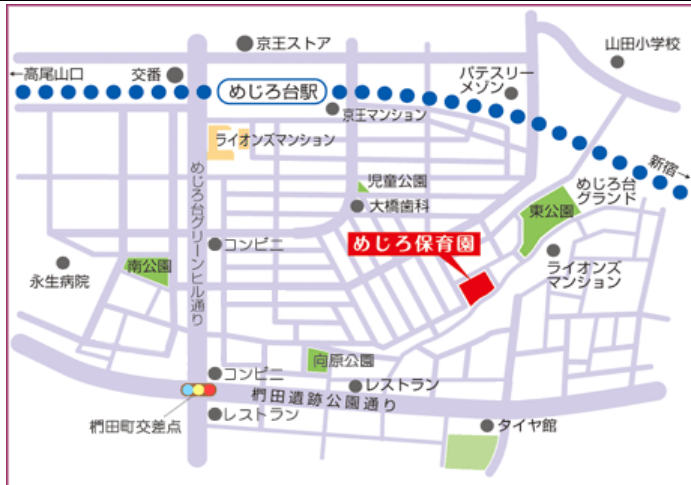 京王ストア
山田小学校
←高尾山口
交番
めじろ台駅
パテスリー
メゾン
京王マンション
ライオンズマンション
新宿→
児童公園
めじろ台
グランド
大橋歯科
東公園
めじろ台グリーンヒル通り
めじろ保育園
コンビニ
ライオンズ
マンション
南公園
永生病院
向原公園
コンビニ
レストラン
椚田遺跡公園通り
レストラン
椚田町交差点
タイヤ館